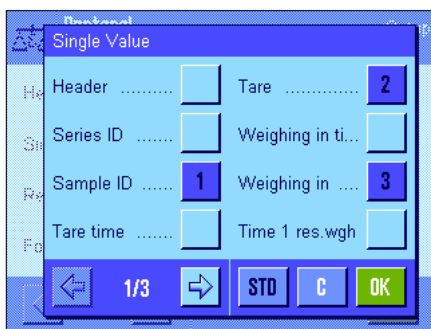 Single Value
Header .......... Tare .............. 2
Series ID ....... Weighing in ti...
Sample ID ...... 1 Weighing in .... 3
Tare time ....... Time 1 res.wgh
1/3 STD C OK